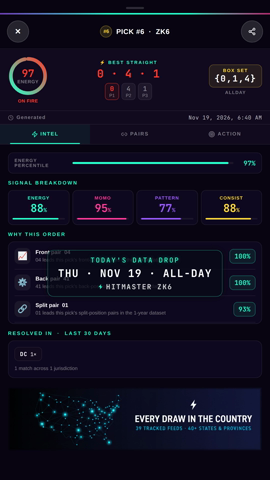 ✕
#6 PICK #6 · ZK6
97
ENERGY
ON FIRE
⚡ BEST STRAIGHT
0 · 4 · 1
0 P1
4 P2
1 P3
BOX SET
{0,1,4}
ALLDAY
Generated
Nov 19, 2026, 6:40 AM
INTEL
PAIRS
ACTION
ENERGY PERCENTILE
97%
SIGNAL BREAKDOWN
ENERGY
88%
MOMO
95%
PATTERN
77%
CONSIST
88%
WHY THIS ORDER
Front pair 04
100%
TODAY'S DATA DROP
THU · NOV 19 · ALL-DAY
⚡ HITMASTER ZK6
Back
100%
Split pair 01
01 leads this pick's split-position pairs in the 1-year dataset
93%
RESOLVED IN · LAST 30 DAYS
DC 1×
1 match across 1 jurisdiction
EVERY DRAW IN THE COUNTRY
39 TRACKED FEEDS · 40+ STATES & PROVINCES